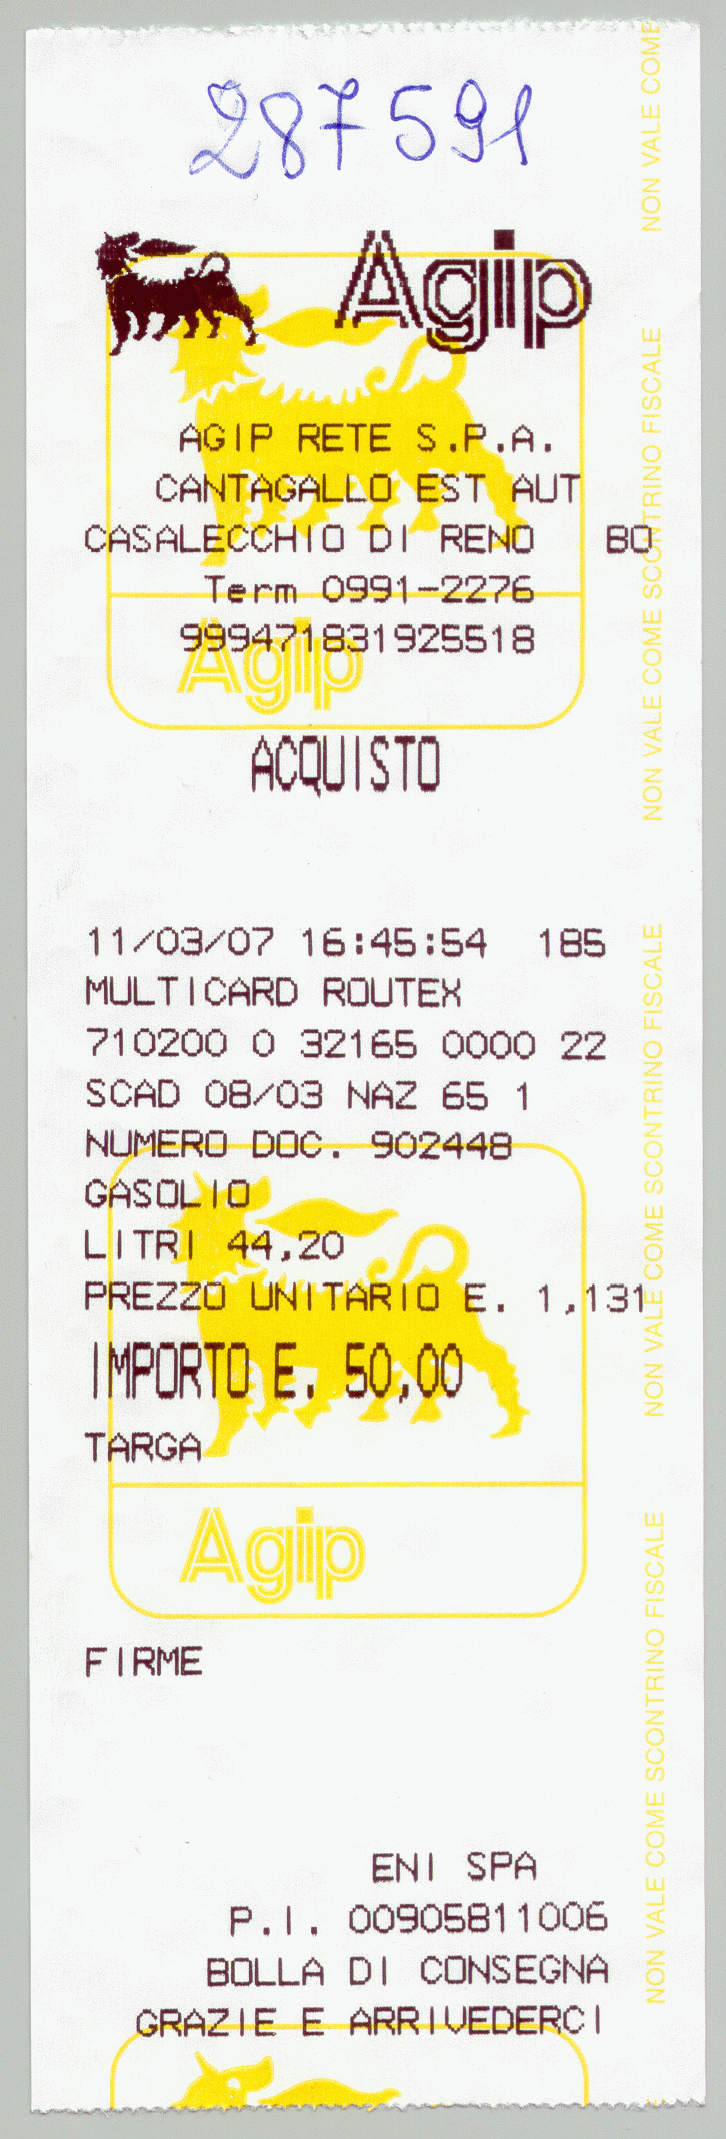 287591
Agip
AGIP RETE S.P.A.
CANTAGALLO EST AUT
CASALECCHIO DI RENO BO
Term 0991-2276
999471831925518
Agip
ACQUISTO
11/03/07 16:45:54 185
MULTICARD ROUTEX
710200 0 32165 0000 22
SCAD 08/03 NAZ 65 1
NUMERO DOC. 902448
GASOLIO
LITRI 44,20
PREZZO UNITARIO E. 1,131
IMPORTO E. 50,00
TARGA
Agip
FIRME
ENI SPA
P.I. 00905811006
BOLLA DI CONSEGNA
GRAZIE E ARRIVEDERCI
NON VALE COME
NON VALE COME SCONTRINO FISCALE
NON VALE COME SCONTRINO FISCALE
NON VALE COME SCONTRINO FISCALE